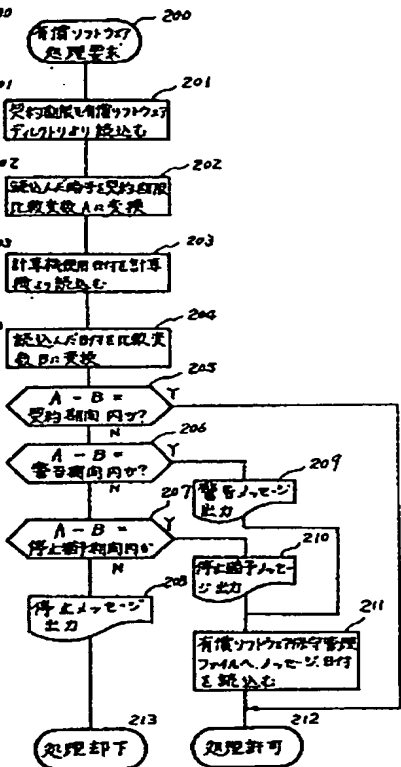 200
有償ソフトウェア
処理要求
201
契約期限を有償ソフトウェア
ディレクトリより読込む
202
読込んだ暗字を契約期限
比較変数Aに変換
203
計算機使用日付を計算
機より読込む
204
読込んだ日付を比較変
数Bに変換
205
A - B =
契約期間内か?
Y
N
206
A - B =
警告期間内か?
Y
N
209
警告メッセージ
出力
207
A - B =
停止猶予期間内か
Y
N
210
停止猶予メッセー
ジ出力
208
停止メッセージ
出力
211
有償ソフトウェア保守管理
ファイルへ、メッセージ、日付
を読込む
213
処理却下
212
処理許可